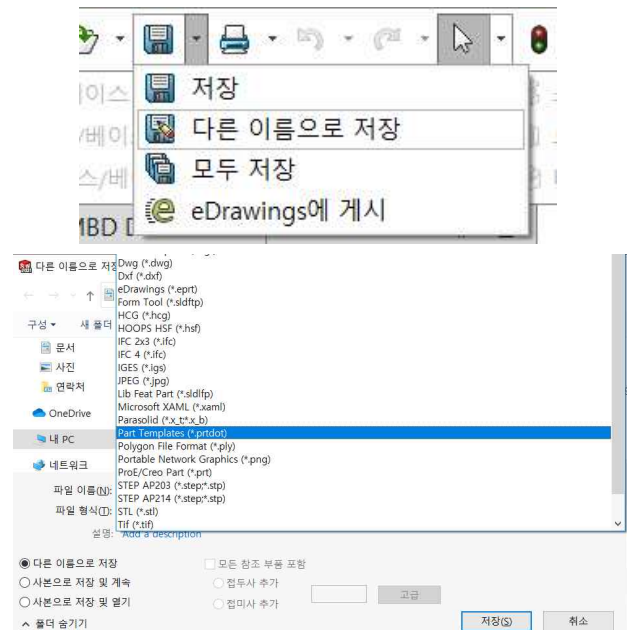 저장
다른 이름으로 저장
모두 저장
eDrawings에 게시
다른 이름으로 저장
Dwg (*.dwg)
Dxf (*.dxf)
eDrawings (*.eprt)
Form Tool (*.sldftp)
HCG (*.hcg)
HOOPS HSF (*.hsf)
IFC 2x3 (*.ifc)
IFC 4 (*.ifc)
IGES (*.igs)
JPEG (*.jpg)
Lib Feat Part (*.sldlfp)
Microsoft XAML (*.xaml)
Parasolid (*.x_t;*.x_b)
Part Templates (*.prtdot)
Polygon File Format (*.ply)
Portable Network Graphics (*.png)
ProE/Creo Part (*.prt)
STEP AP203 (*.step;*.stp)
STEP AP214 (*.step;*.stp)
STL (*.stl)
Tif (*.tif)
구성 새 폴더
문서
사진
연락처
OneDrive
내 PC
네트워크
파일 이름(N):
파일 형식(T):
설명: Add a description
다른 이름으로 저장 모든 참조 부품 포함
사본으로 저장 및 계속 접두사 추가
사본으로 저장 및 열기 접미사 추가 고급
폴더 숨기기 저장(S) 취소